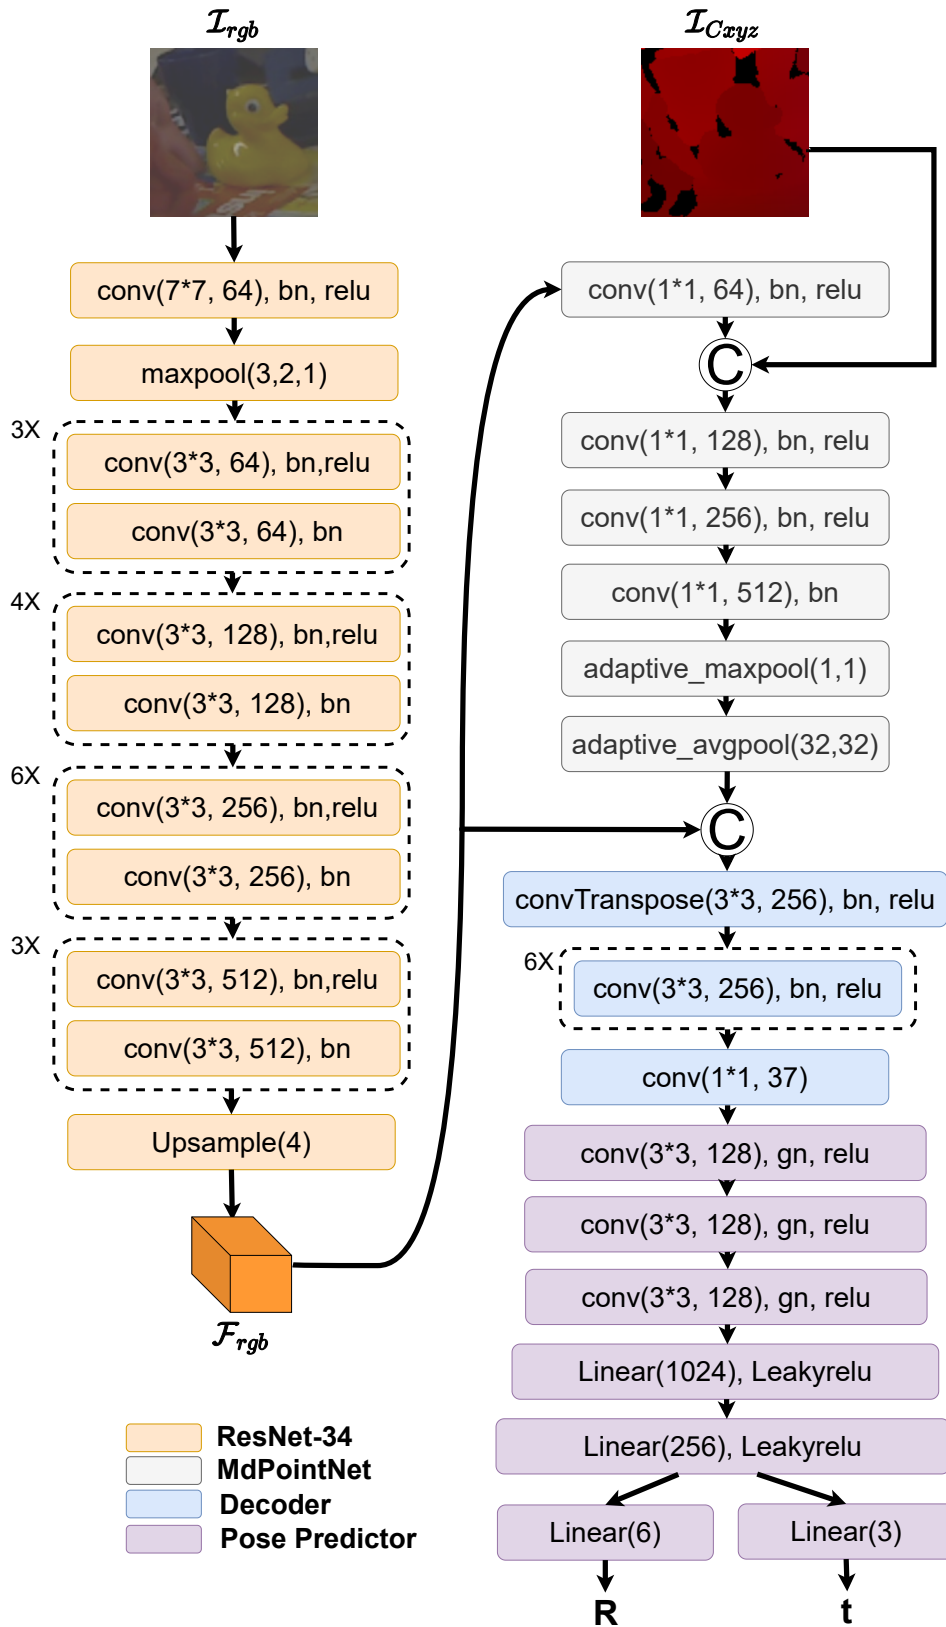 I_rgb
conv(7*7, 64), bn, relu
maxpool(3,2,1)
3X
conv(3*3, 64), bn,relu
conv(3*3, 64), bn
4X
conv(3*3, 128), bn,relu
conv(3*3, 128), bn
6X
conv(3*3, 256), bn,relu
conv(3*3, 256), bn
3X
conv(3*3, 512), bn,relu
conv(3*3, 512), bn
Upsample(4)
F_rgb
I_Cxyz
conv(1*1, 64), bn, relu
C
conv(1*1, 128), bn, relu
conv(1*1, 256), bn, relu
conv(1*1, 512), bn
adaptive_maxpool(1,1)
adaptive_avgpool(32,32)
C
convTranspose(3*3, 256), bn, relu
6X
conv(3*3, 256), bn, relu
conv(1*1, 37)
conv(3*3, 128), gn, relu
conv(3*3, 128), gn, relu
conv(3*3, 128), gn, relu
Linear(1024), Leakyrelu
Linear(256), Leakyrelu
Linear(6)
Linear(3)
R
t
ResNet-34
MdPointNet
Decoder
Pose Predictor